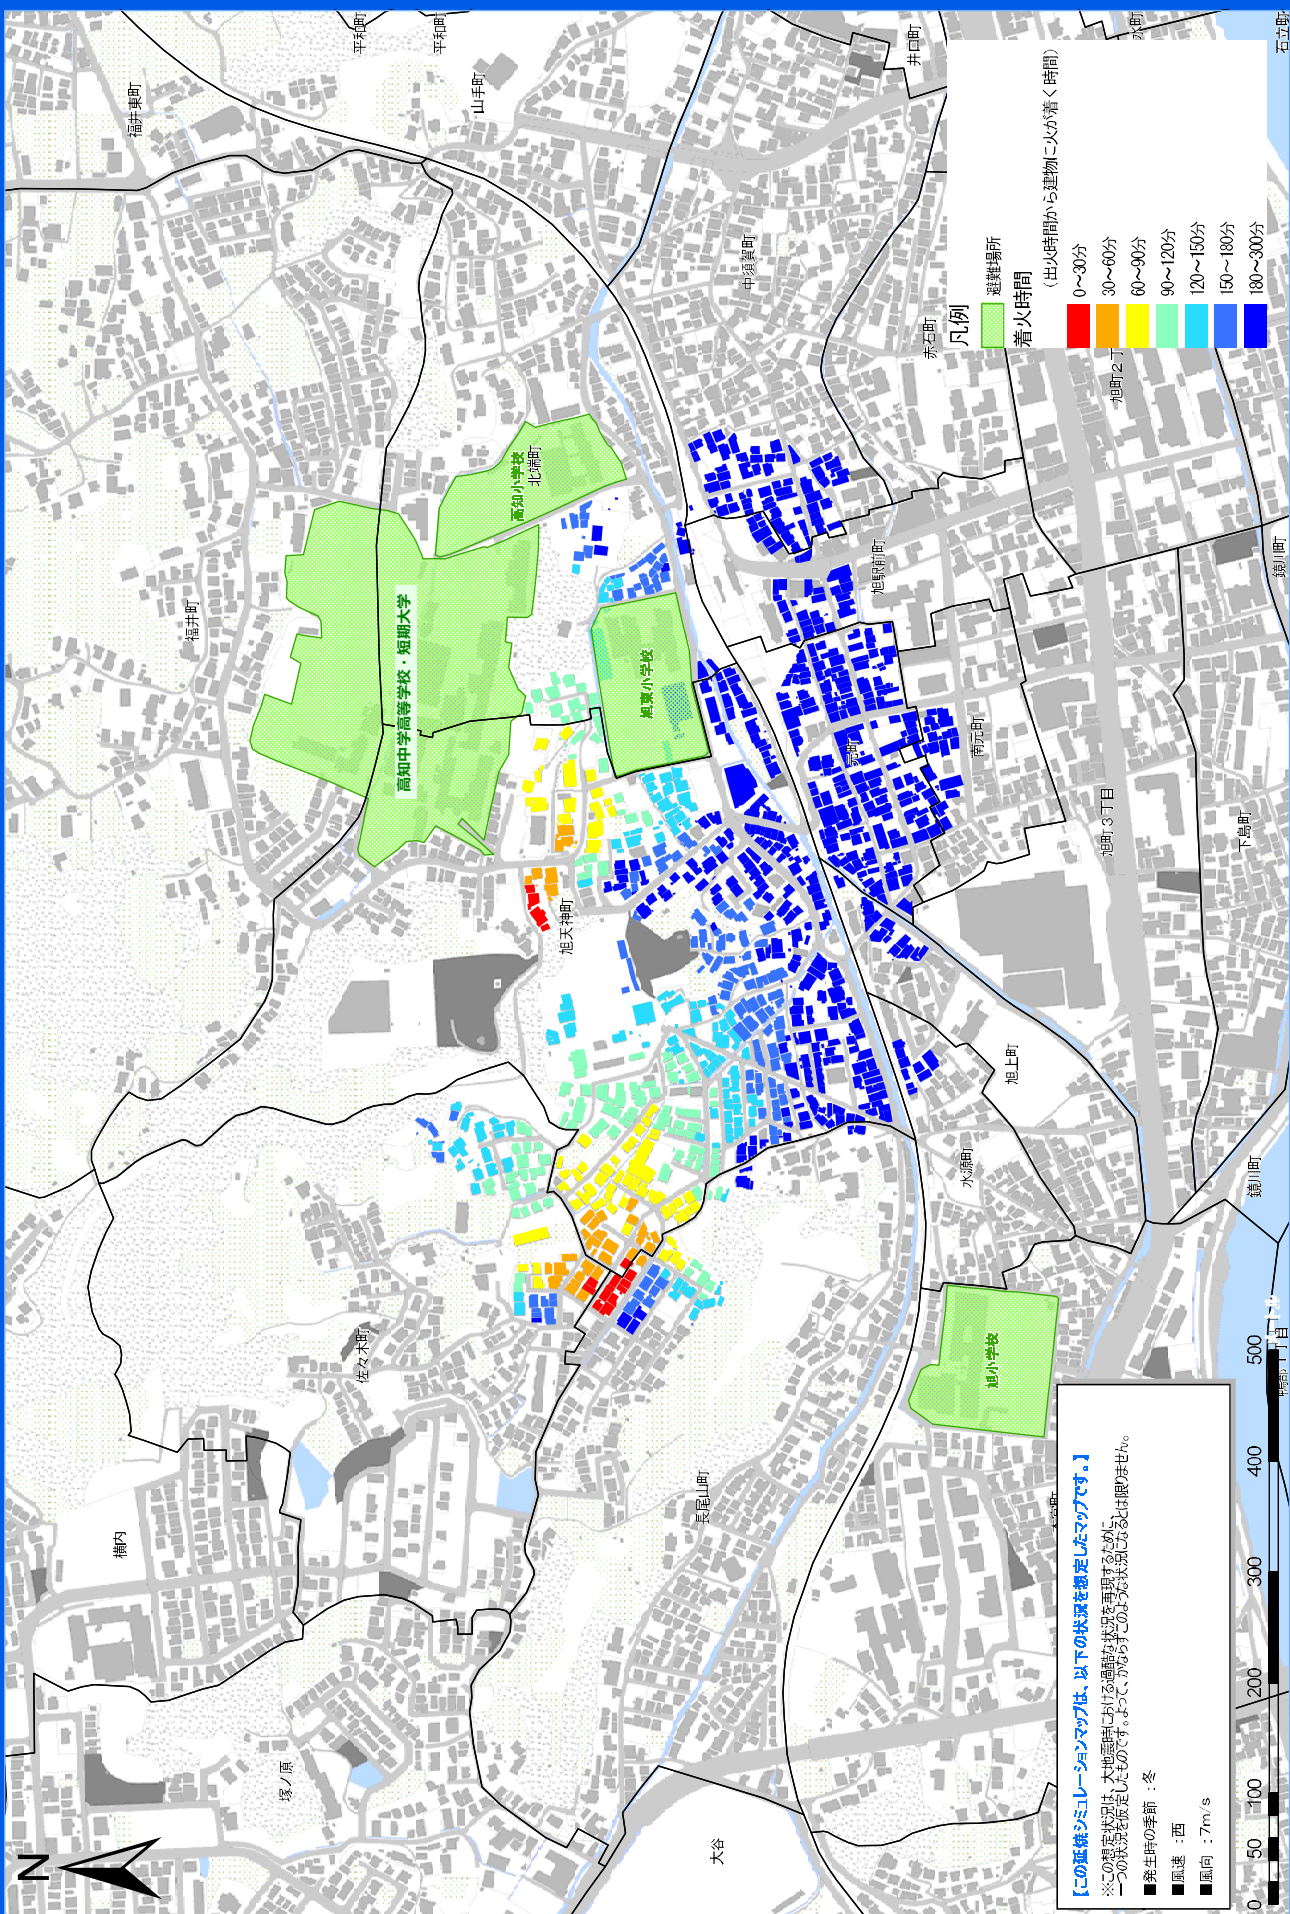 福井東町
平和町
平和町
山手町
井口町
水町
石立町
福井町
中須賀町
赤石町
旭町2丁
北端町
高知小学校
高知中学高等学校・短期大学
旭東小学校
旭駅前町
鏡川町
元町
南元町
旭町3丁目
下島町
旭天神町
旭上町
水源町
鏡川町
佐々木町
旭小学校
長尾山町
横内
塚ノ原
大谷
N
凡例
避難場所
着火時間
(出火時間から建物に火が着く時間)
0~30分
30~60分
60~90分
90~120分
120~150分
150~180分
180~300分
【この延焼シミュレーションマップは、以下の状況を想定したマップです。】
※この想定状況は、大地震時における過酷な状況を再現するために、
一つの状況を仮定したものです。よって、かならずこのような状況になるとは限りません。
■発生時の季節 :冬
■風速 :西
■風向 :7m/s
0 50 100 200 300 400 500